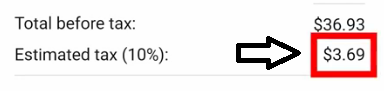 Total before tax: $36.93
Estimated tax (10%): $3.69